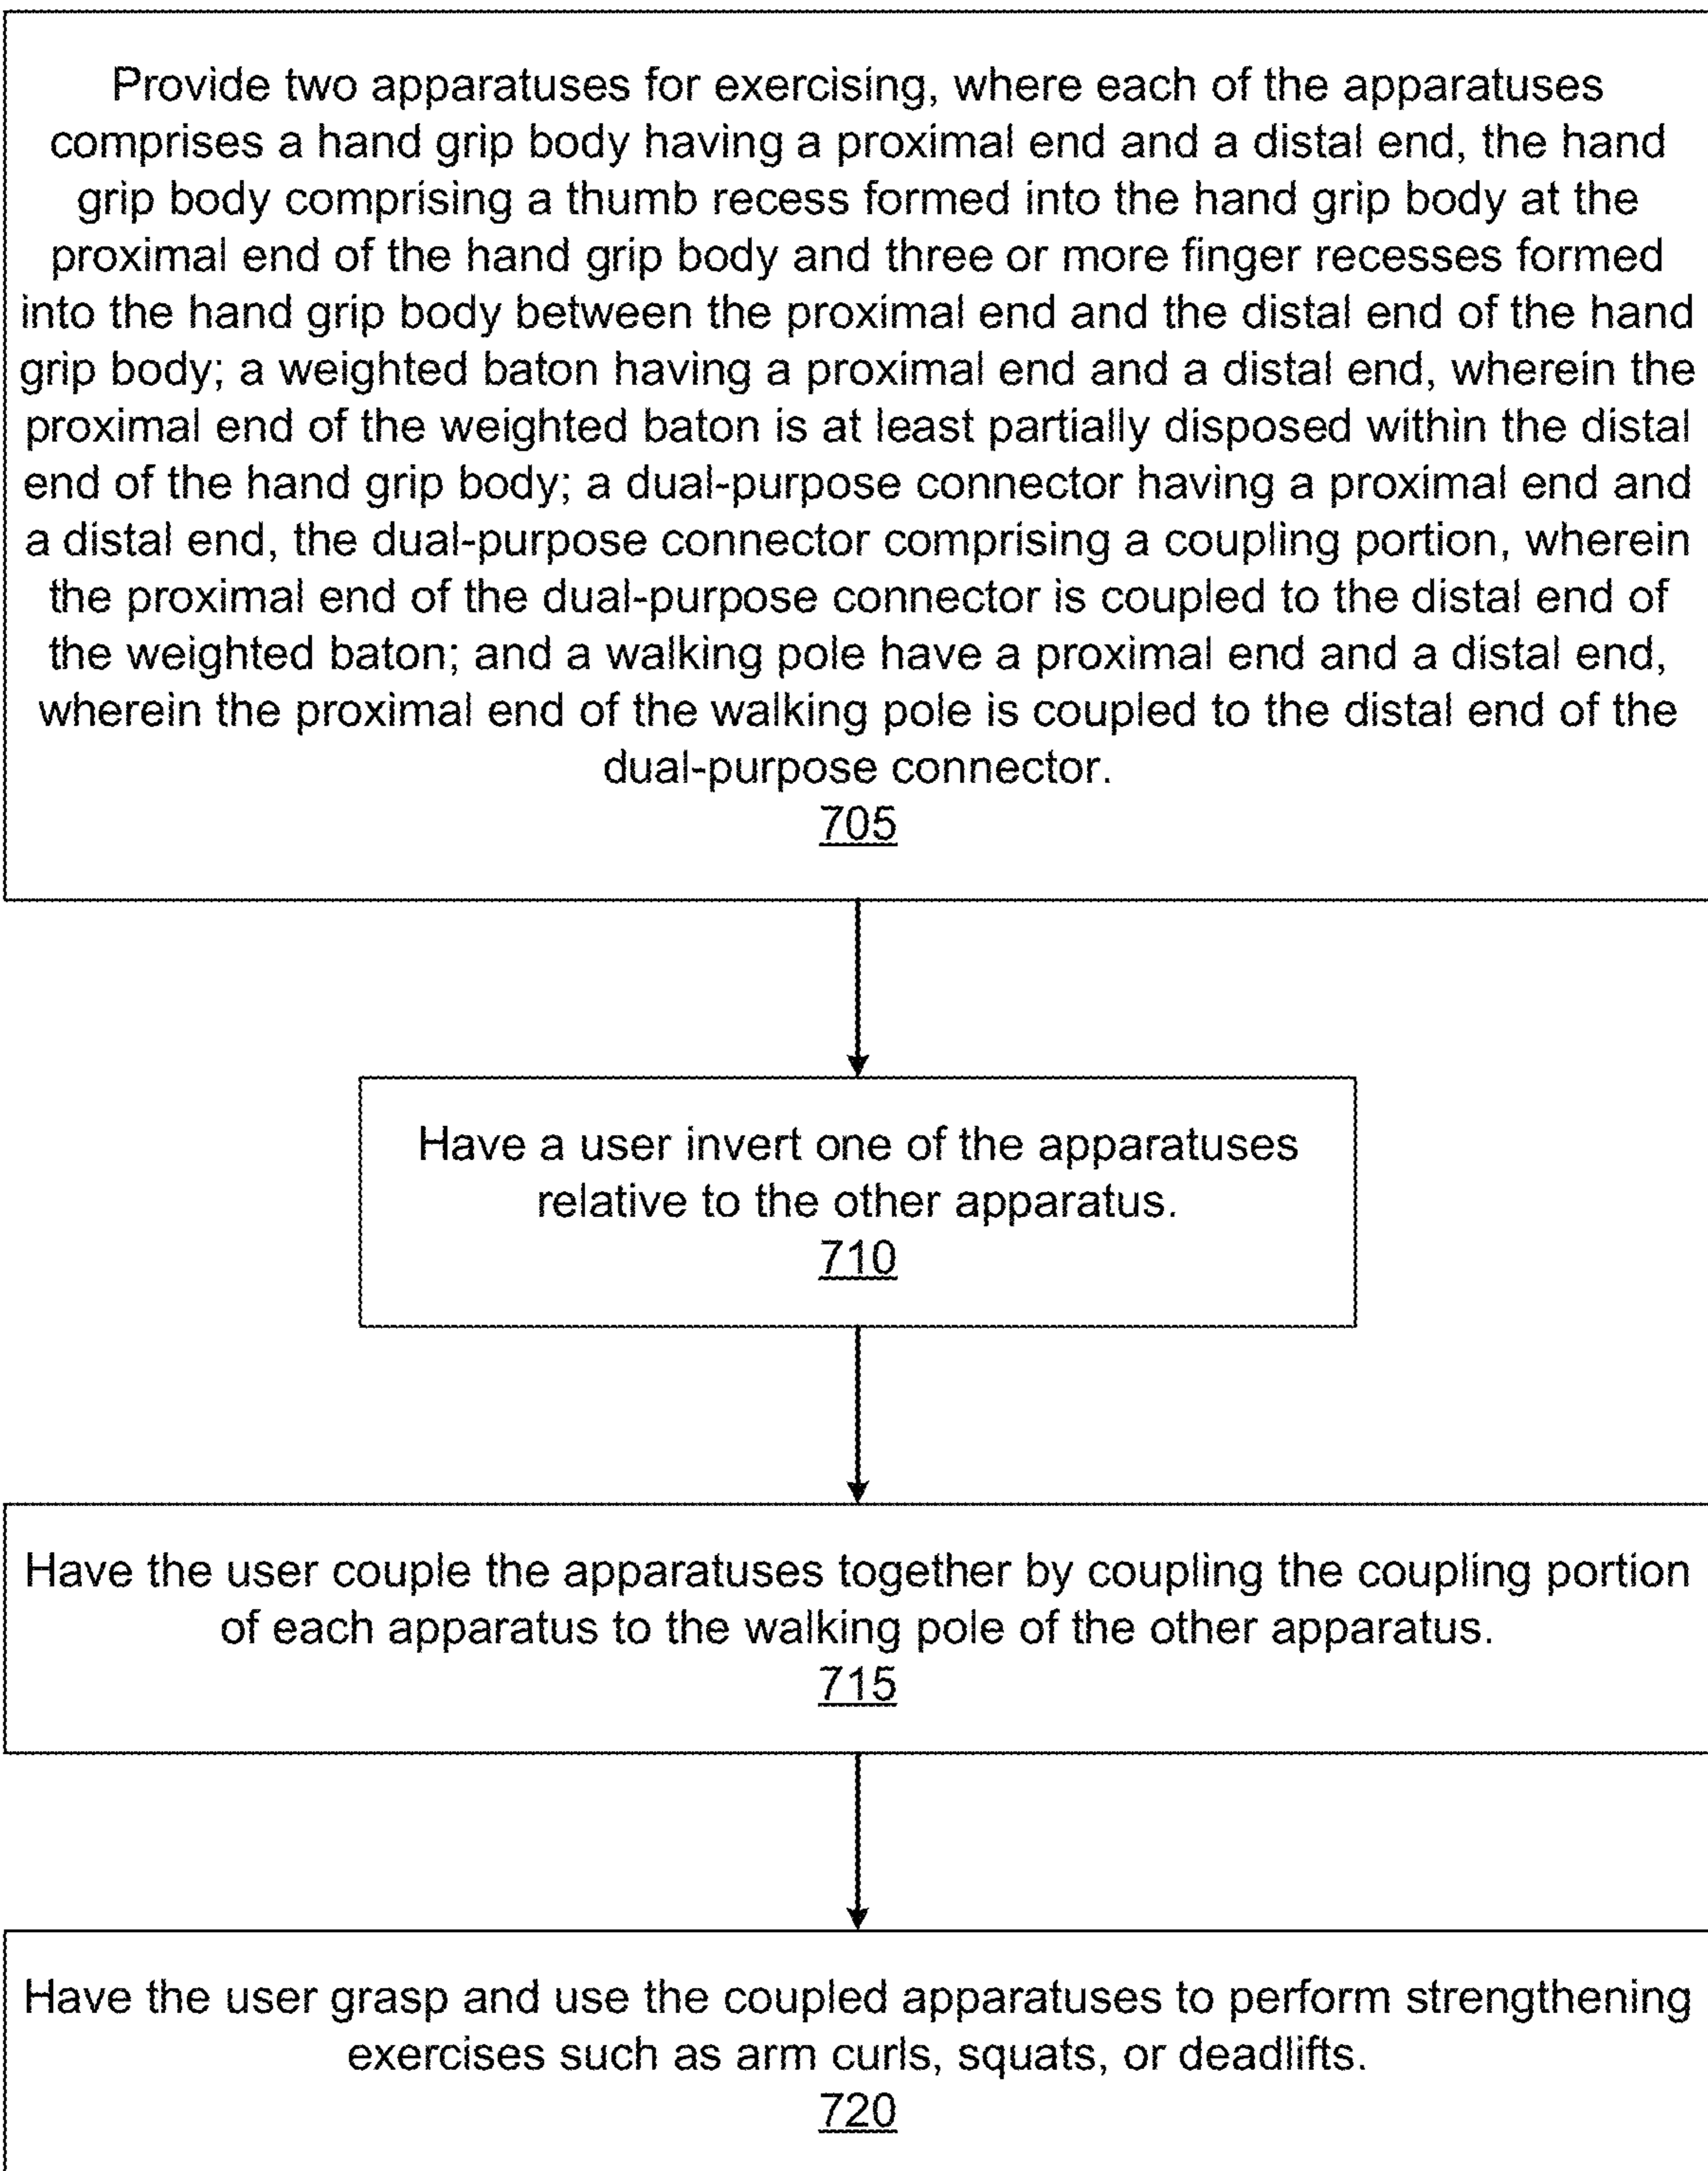 Provide two apparatuses for exercising, where each of the apparatuses
comprises a hand grip body having a proximal end and a distal end, the hand
grip body comprising a thumb recess formed into the hand grip body at the
proximal end of the hand grip body and three or more finger recesses formed
into the hand grip body between the proximal end and the distal end of the hand
grip body; a weighted baton having a proximal end and a distal end, wherein the
proximal end of the weighted baton is at least partially disposed within the distal
end of the hand grip body; a dual-purpose connector having a proximal end and
a distal end, the dual-purpose connector comprising a coupling portion, wherein
the proximal end of the dual-purpose connector is coupled to the distal end of
the weighted baton; and a walking pole have a proximal end and a distal end,
wherein the proximal end of the walking pole is coupled to the distal end of the
dual-purpose connector.
705
Have a user invert one of the apparatuses
relative to the other apparatus.
710
Have the user couple the apparatuses together by coupling the coupling portion
of each apparatus to the walking pole of the other apparatus.
715
Have the user grasp and use the coupled apparatuses to perform strengthening
exercises such as arm curls, squats, or deadlifts.
720